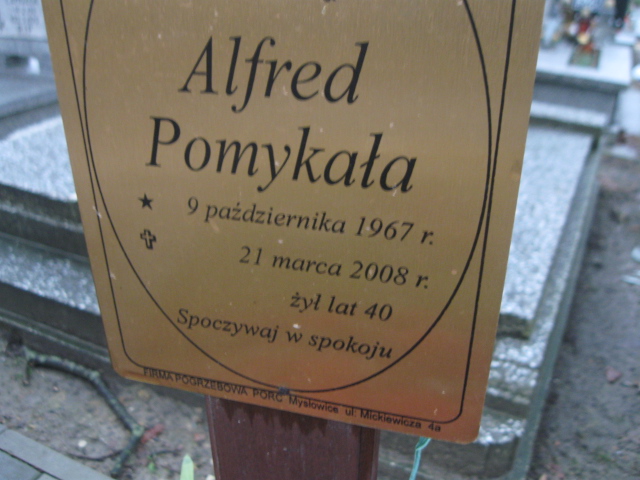 Alfred
Pomykała
9 października 1967 r.
21 marca 2008 r.
żył lat 40
Spoczywaj w spokoju
FIRMA POGRZEBOWA PORC Mysłowice ul: Mickiewicza 4a